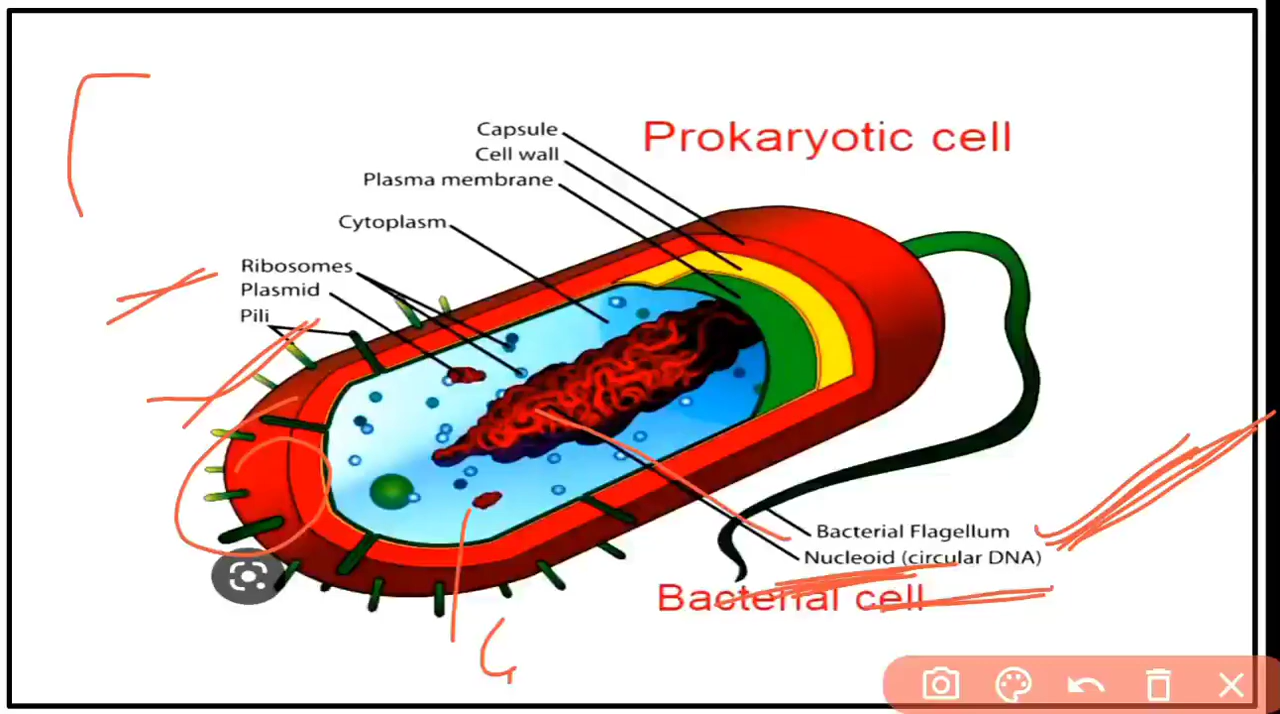 Prokaryotic cell
Capsule
Cell wall
Plasma membrane
Cytoplasm
Ribosomes
Plasmid
Pili
Bacterial Flagellum
Nucleoid (circular DNA)
Bacterial cell